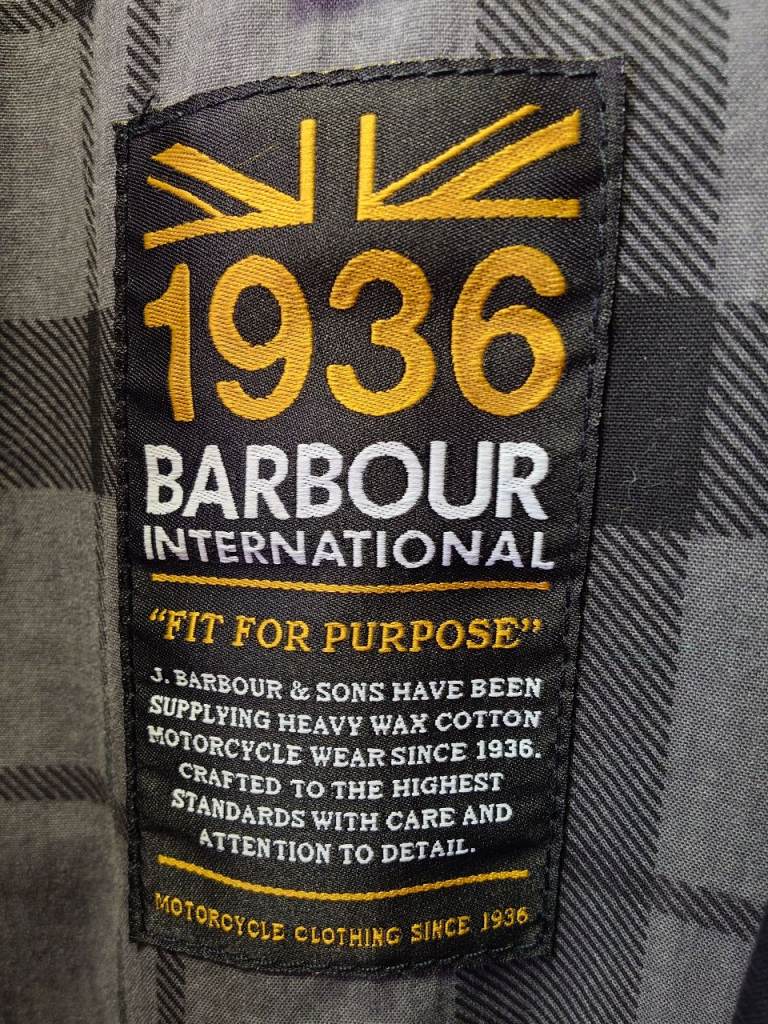 1936
BARBOUR
INTERNATIONAL
“FIT FOR PURPOSE”
J. BARBOUR & SONS HAVE BEEN
SUPPLYING HEAVY WAX COTTON
MOTORCYCLE WEAR SINCE 1936.
CRAFTED TO THE HIGHEST
STANDARDS WITH CARE AND
ATTENTION TO DETAIL.
MOTORCYCLE CLOTHING SINCE 1936